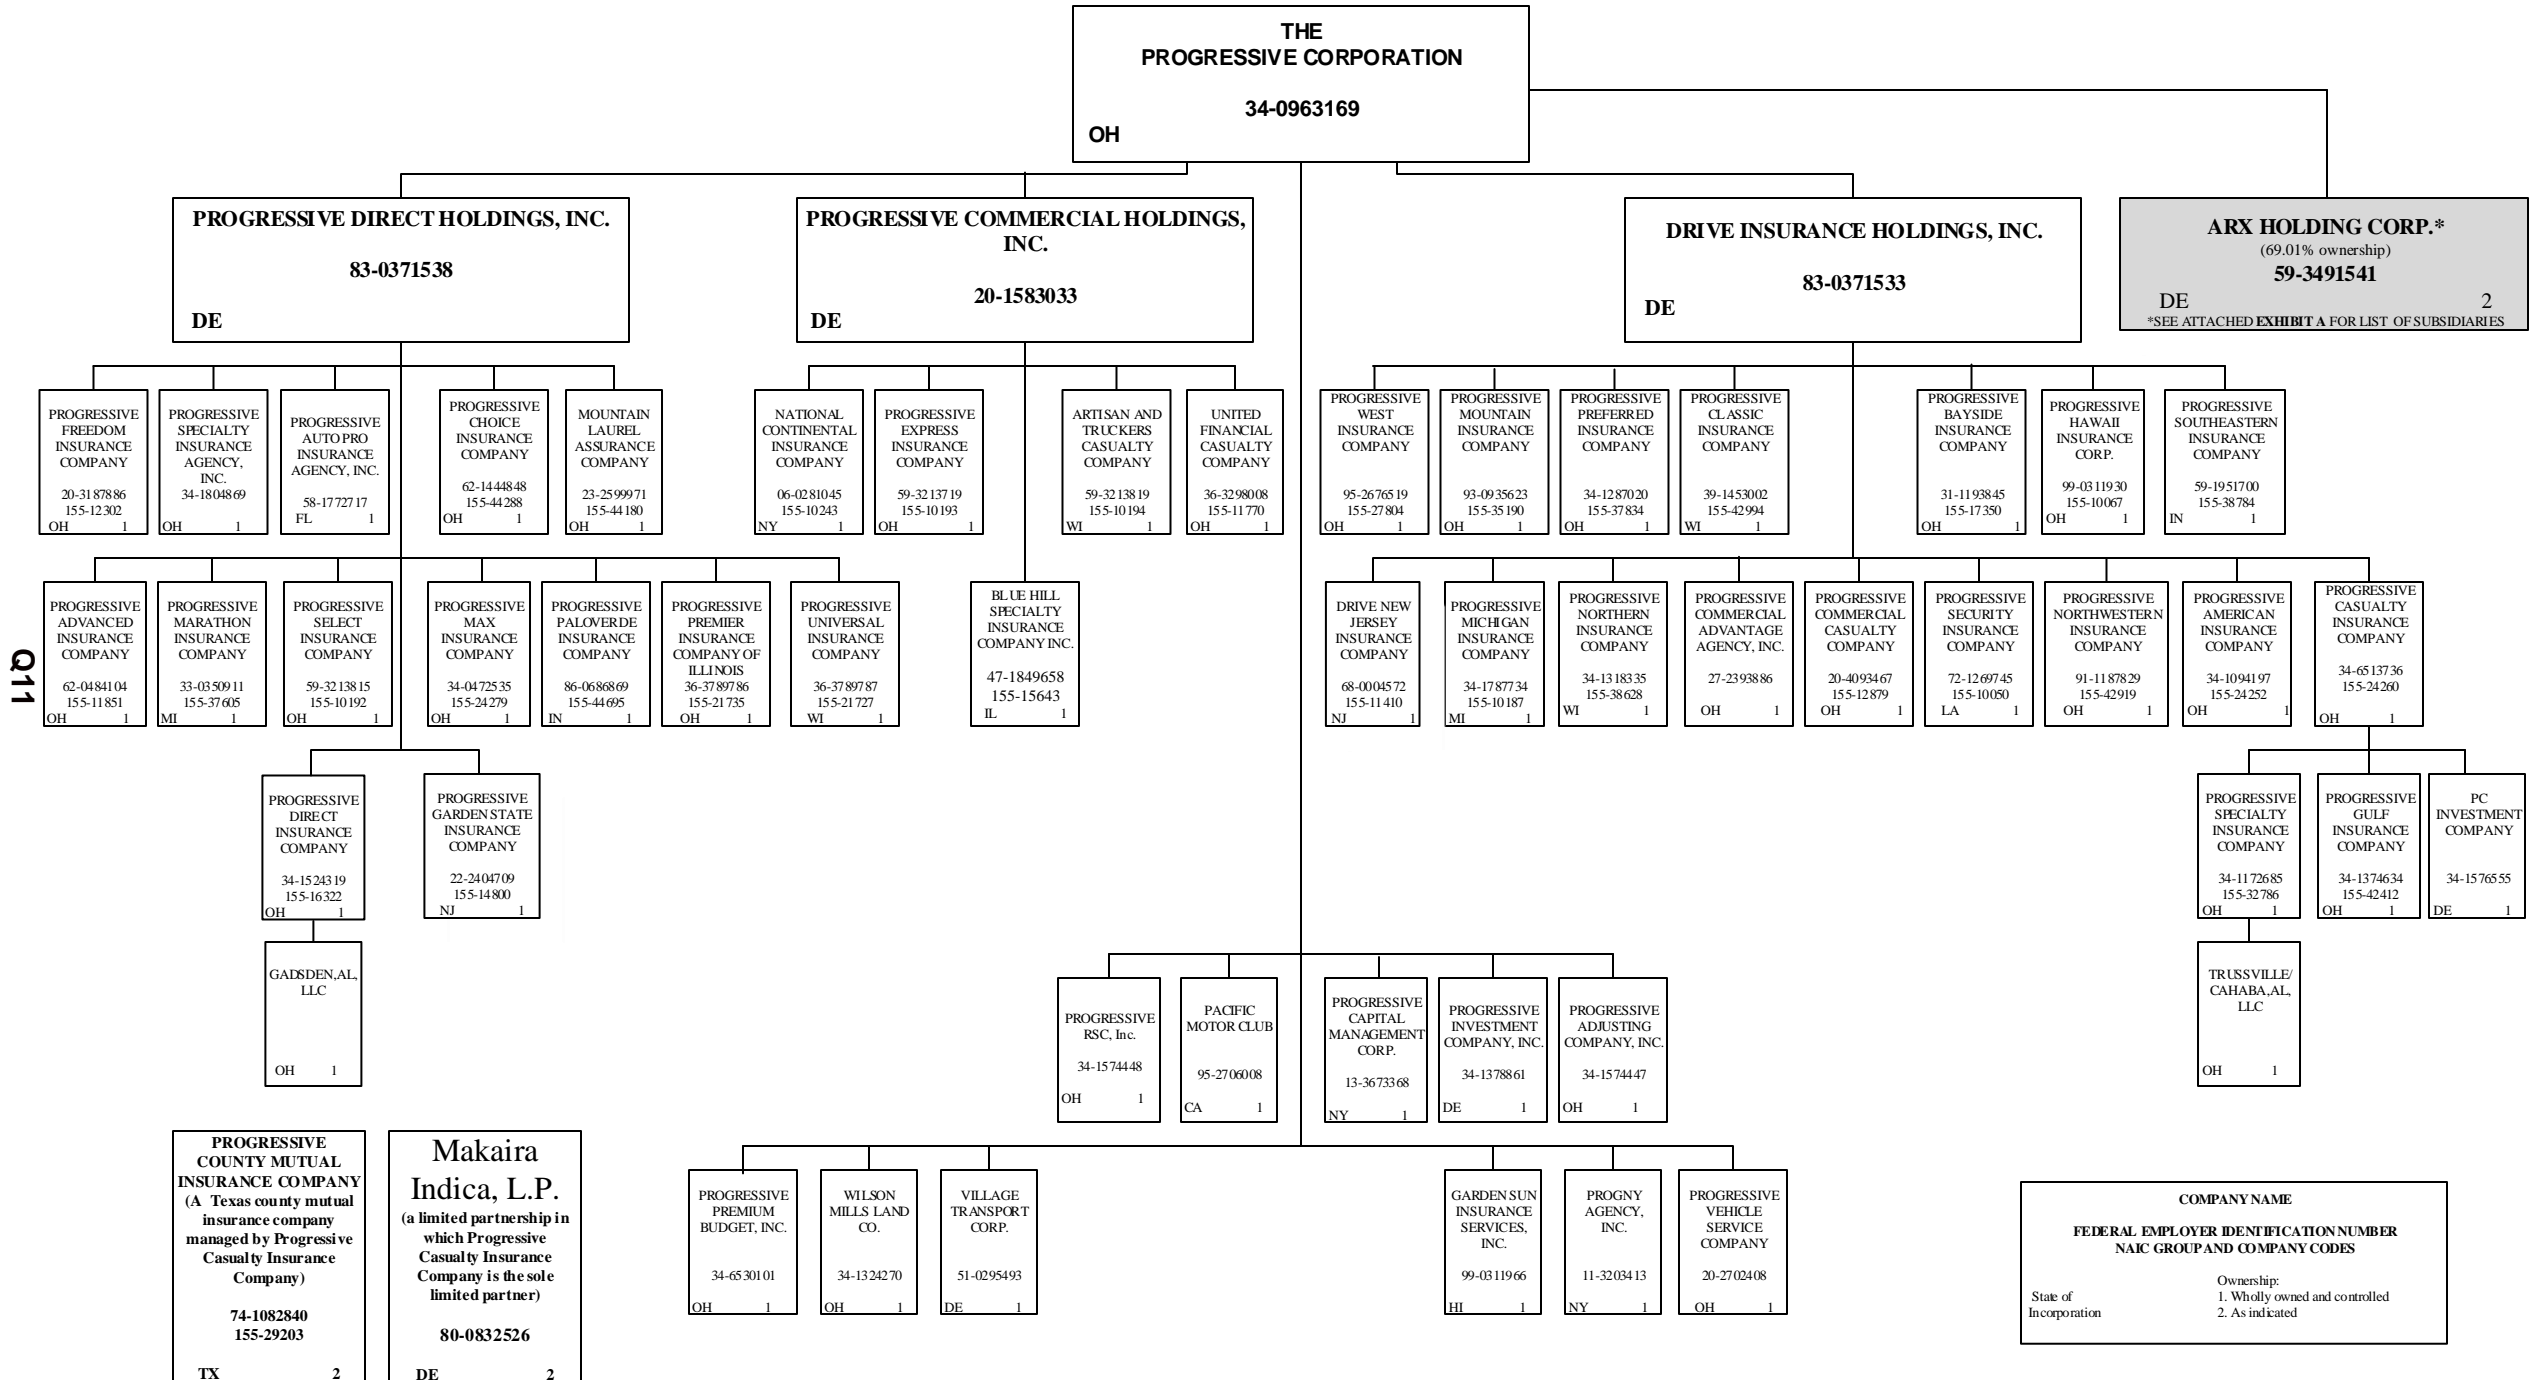 THE
PROGRESSIVE CORPORATION
34-0963169
OH
PROGRESSIVE DIRECT HOLDINGS, INC.
83-0371538
DE
PROGRESSIVE COMMERCIAL HOLDINGS,
INC.
20-1583033
DE
DRIVE INSURANCE HOLDINGS, INC.
83-0371533
DE
ARX HOLDING CORP.*
(69.01% ownership)
59-3491541
DE 2
*SEE ATTACHED EXHIBIT A FOR LIST OF SUBSIDIARIES
PROGRESSIVE
FREEDOM
INSURANCE
COMPANY
20-3187886
155-12302
OH 1
PROGRESSIVE
SPECIALTY
INSURANCE
AGENCY,
INC.
34-1804869
OH 1
PROGRESSIVE
AUTO PRO
INSURANCE
AGENCY, INC.
58-1772717
FL 1
PROGRESSIVE
CHOICE
INSURANCE
COMPANY
62-1444848
155-44288
OH 1
MOUNTAIN
LAUREL
ASSURANCE
COMPANY
23-2599971
155-44180
OH 1
NATIONAL
CONTINENTAL
INSURANCE
COMPANY
06-0281045
155-10243
NY 1
PROGRESSIVE
EXPRESS
INSURANCE
COMPANY
59-3213719
155-10193
OH 1
ARTISAN AND
TRUCKERS
CASUALTY
COMPANY
59-3213819
155-10194
WI 1
UNITED
FINANCIAL
CASUALTY
COMPANY
36-3298008
155-11770
OH 1
PROGRESSIVE
WEST
INSURANCE
COMPANY
95-2676519
155-27804
OH 1
PROGRESSIVE
MOUNTAIN
INSURANCE
COMPANY
93-0935623
155-35190
OH 1
PROGRESSIVE
PREFERRED
INSURANCE
COMPANY
34-1287020
155-37834
OH 1
PROGRESSIVE
CLASSIC
INSURANCE
COMPANY
39-1453002
155-42994
WI 1
PROGRESSIVE
BAYSIDE
INSURANCE
COMPANY
31-1193845
155-17350
OH 1
PROGRESSIVE
HAWAII
INSURANCE
CORP.
99-0311930
155-10067
OH 1
PROGRESSIVE
SOUTHEASTERN
INSURANCE
COMPANY
59-1951700
155-38784
IN 1
PROGRESSIVE
ADVANCED
INSURANCE
COMPANY
62-0484104
155-11851
OH 1
PROGRESSIVE
MARATHON
INSURANCE
COMPANY
33-0350911
155-37605
MI 1
PROGRESSIVE
SELECT
INSURANCE
COMPANY
59-3213815
155-10192
OH 1
PROGRESSIVE
MAX
INSURANCE
COMPANY
34-0472535
155-24279
OH 1
PROGRESSIVE
PALOVERDE
INSURANCE
COMPANY
86-0686869
155-44695
IN 1
PROGRESSIVE
PREMIER
INSURANCE
COMPANY OF
ILLINOIS
36-3789786
155-21735
OH 1
PROGRESSIVE
UNIVERSAL
INSURANCE
COMPANY
36-3789787
155-21727
WI 1
BLUE HILL
SPECIALTY
INSURANCE
COMPANY INC.
47-1849658
155-15643
IL 1
DRIVE NEW
JERSEY
INSURANCE
COMPANY
68-0004572
155-11410
NJ 1
PROGRESSIVE
MICHIGAN
INSURANCE
COMPANY
34-1787734
155-10187
MI 1
PROGRESSIVE
NORTHERN
INSURANCE
COMPANY
34-1318335
155-38628
WI 1
PROGRESSIVE
COMMERCIAL
ADVANTAGE
AGENCY, INC.
27-2393886
OH 1
PROGRESSIVE
COMMERCIAL
CASUALTY
COMPANY
20-4093467
155-12879
OH 1
PROGRESSIVE
SECURITY
INSURANCE
COMPANY
72-1269745
155-10050
LA 1
PROGRESSIVE
NORTHWESTERN
INSURANCE
COMPANY
91-1187829
155-42919
OH 1
PROGRESSIVE
AMERICAN
INSURANCE
COMPANY
34-1094197
155-24252
OH 1
PROGRESSIVE
CASUALTY
INSURANCE
COMPANY
34-6513736
155-24260
OH 1
Q11
PROGRESSIVE
DIRECT
INSURANCE
COMPANY
34-1524319
155-16322
OH 1
PROGRESSIVE
GARDEN STATE
INSURANCE
COMPANY
22-2404709
155-14800
NJ 1
PROGRESSIVE
SPECIALTY
INSURANCE
COMPANY
34-1172685
155-32786
OH 1
PROGRESSIVE
GULF
INSURANCE
COMPANY
34-1374634
155-42412
OH 1
PC
INVESTMENT
COMPANY
34-1576555
DE 1
GADSDEN, AL,
LLC
OH 1
PROGRESSIVE
RSC, Inc.
34-1574448
OH 1
PACIFIC
MOTOR CLUB
95-2706008
CA 1
PROGRESSIVE
CAPITAL
MANAGEMENT
CORP.
13-3673368
NY 1
PROGRESSIVE
INVESTMENT
COMPANY, INC.
34-1378861
DE 1
PROGRESSIVE
ADJUSTING
COMPANY, INC.
34-1574447
OH 1
TRUSSVILLE/
CAHABA, AL,
LLC
OH 1
PROGRESSIVE
COUNTY MUTUAL
INSURANCE COMPANY
(A Texas county mutual
insurance company
managed by Progressive
Casualty Insurance
Company)
74-1082840
155-29203
TX 2
Makaira
Indica, L.P.
(a limited partnership in
which Progressive
Casualty Insurance
Company is the sole
limited partner)
80-0832526
DE 2
PROGRESSIVE
PREMIUM
BUDGET, INC.
34-6530101
OH 1
WILSON
MILLS LAND
CO.
34-1324270
OH 1
VILLAGE
TRANSPORT
CORP.
51-0295493
DE 1
GARDEN SUN
INSURANCE
SERVICES,
INC.
99-0311966
HI 1
PROGNY
AGENCY,
INC.
11-3203413
NY 1
PROGRESSIVE
VEHICLE
SERVICE
COMPANY
20-2702408
OH 1
COMPANY NAME
FEDERAL EMPLOYER IDENTIFICATION NUMBER
NAIC GROUP AND COMPANY CODES
State of
Incorporation
Ownership:
1. Wholly owned and controlled
2. As indicated